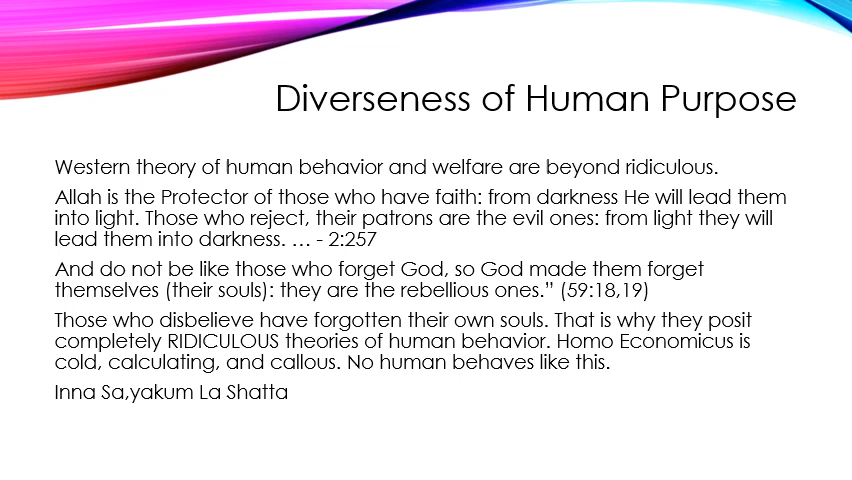 Diverseness of Human Purpose
Western theory of human behavior and welfare are beyond ridiculous.
Allah is the Protector of those who have faith: from darkness He will lead them
into light. Those who reject, their patrons are the evil ones: from light they will
lead them into darkness. … - 2:257
And do not be like those who forget God, so God made them forget
themselves (their souls): they are the rebellious ones.” (59:18,19)
Those who disbelieve have forgotten their own souls. That is why they posit
completely RIDICULOUS theories of human behavior. Homo Economicus is
cold, calculating, and callous. No human behaves like this.
Inna Sa,yakum La Shatta